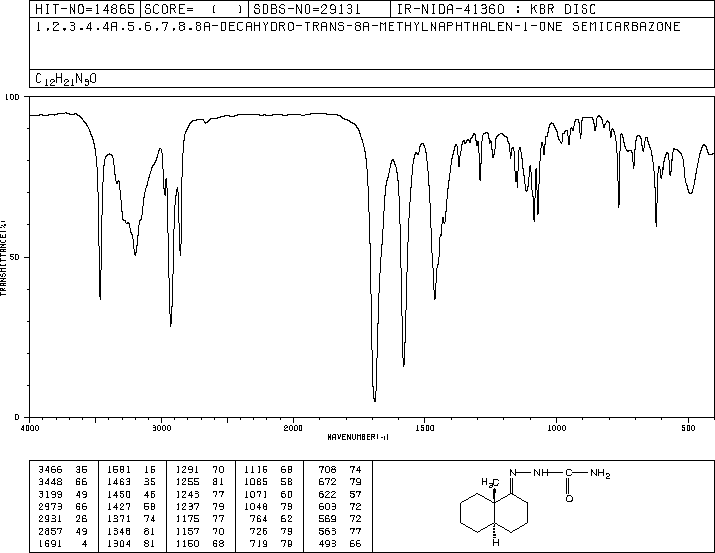 HIT-NO=14865 SCORE= ( ) SDBS-NO=29131 IR-NIDA-41360 : KBR DISC
1,2,3,4,4A,5,6,7,8,8A-DECAHYDRO-TRANS-8A-METHYLNAPHTHALEN-1-ONE SEMICARBAZONE
C12H21N3O
100
50
0
TRANSMITTANCE(%)
4000 3000 2000 1500 1000 500
WAVENUMBER(-1)
3466 35 1581 15 1291 70 1116 68 708 74
3448 66 1463 35 1255 81 1085 58 672 79
3199 49 1450 46 1243 77 1071 60 622 57
2973 66 1427 58 1237 79 1048 79 603 72
2931 26 1371 74 1175 77 764 62 569 72
2857 49 1348 81 1157 70 726 79 563 77
1691 4 1304 81 1150 68 719 79 493 66
H3C N NH C NH2
O
H